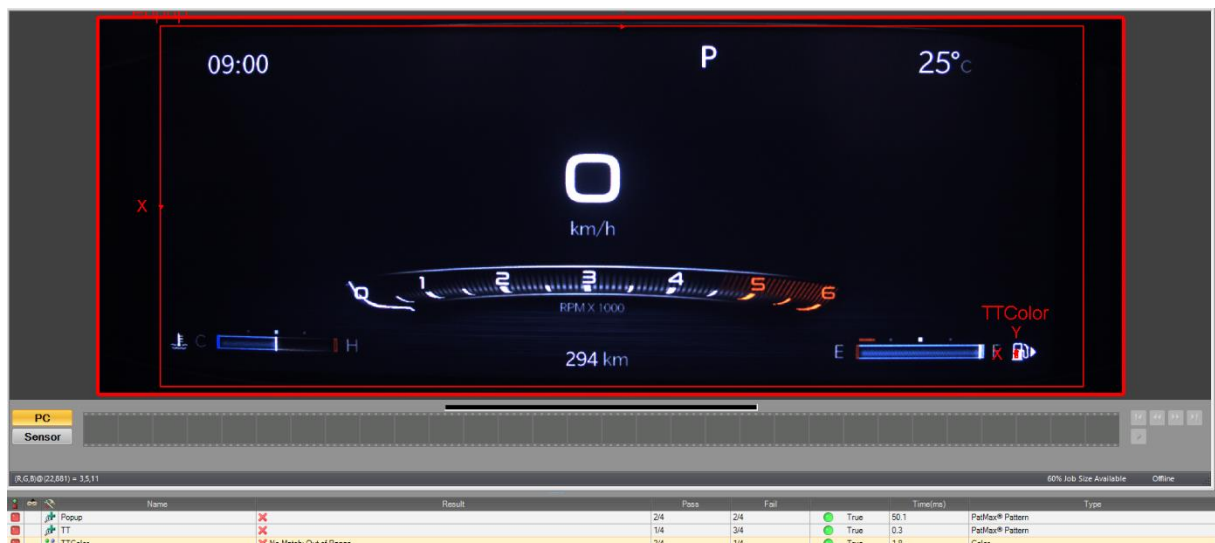 09:00
P
25°C
X
0
km/h
0 1 2 3 4 5 6
RPM X 1000
TTColor
Y
C H
E F X
294 km
PC
Sensor
(R,G,B)@(22,881) = 3,5,11
60% Job Size Available Offline
Name Result Pass Fail Time(ms) Type
Popup 2/4 2/4 True 50.1 PatMax® Pattern
TT 1/4 3/4 True 0.3 PatMax® Pattern